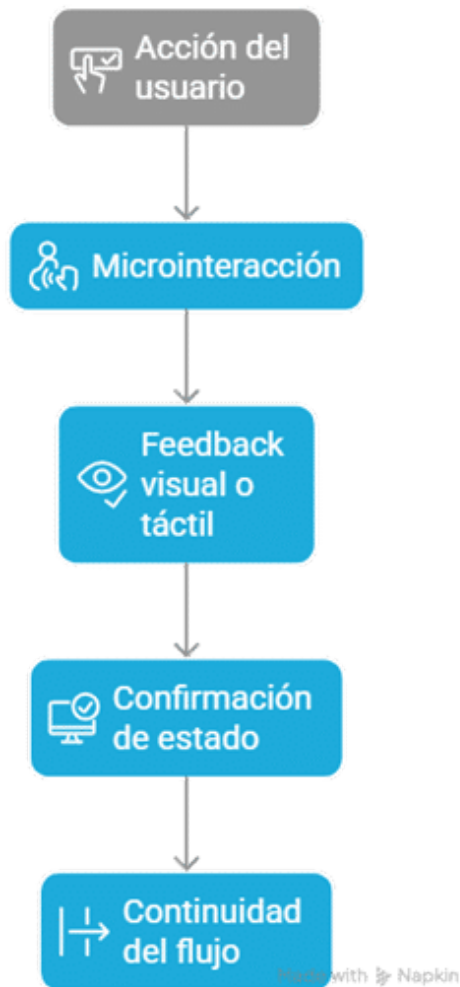 Acción del
usuario
Microinteracción
Feedback
visual o
táctil
Confirmación
de estado
Continuidad
del flujo
Made with Napkin